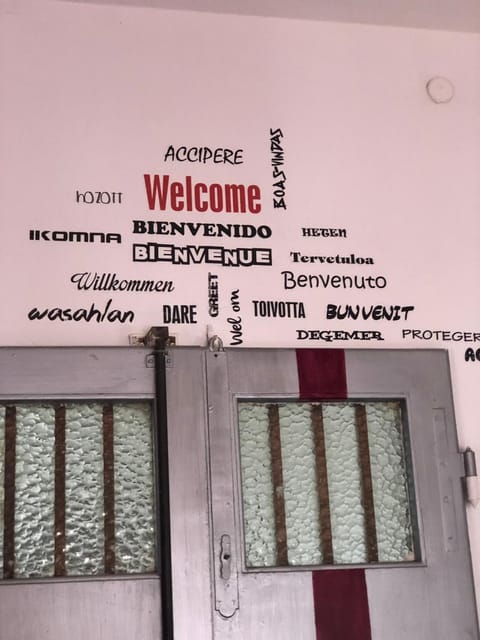 ACCIPERE
BOAS-VINDAS
hOZOTT
Welcome
IKOMNA
BIENVENIDO
HETEN
BIENVENUE
Tervetuloa
Willkommen
GREET
Benvenuto
wasahlan
DARE
Wel om
TOIVOTTA
BUNVENIT
DEGEMER
PROTEGER